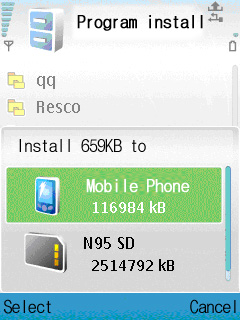 Program install
qq
Resco
Install 659KB to
Mobile Phone
116984 kB
N95 SD
2514792 kB
Select Cancel